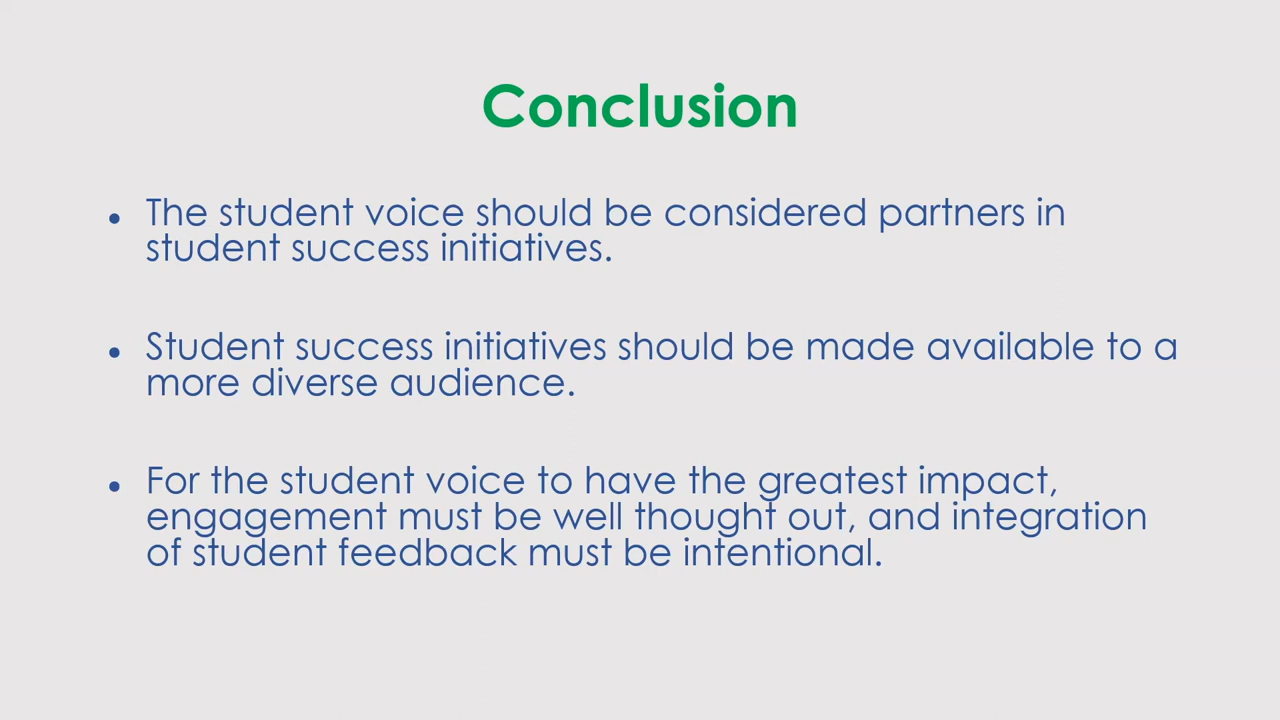 Conclusion
• The student voice should be considered partners in
student success initiatives.
• Student success initiatives should be made available to a
more diverse audience.
• For the student voice to have the greatest impact,
engagement must be well thought out, and integration
of student feedback must be intentional.